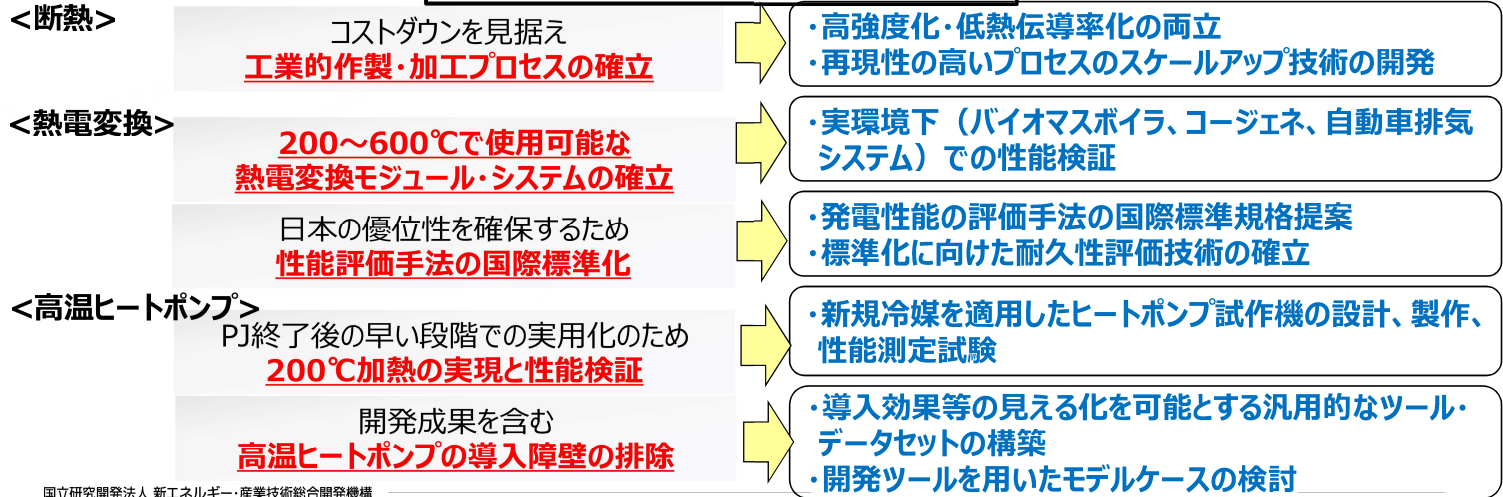 <断熱>
コストダウンを見据え
工業的作製・加工プロセスの確立
・高強度化・低熱伝導率化の両立
・再現性の高いプロセスのスケールアップ技術の開発
<熱電変換>
200～600℃で使用可能な
熱電変換モジュール・システムの確立
・実環境下（バイオマスボイラ、コージェネ、自動車排気
システム）での性能検証
日本の優位性を確保するため
性能評価手法の国際標準化
・発電性能の評価手法の国際標準規格提案
・標準化に向けた耐久性評価技術の確立
<高温ヒートポンプ>
PJ終了後の早い段階での実用化のため
200℃加熱の実現と性能検証
・新規冷媒を適用したヒートポンプ試作機の設計、製作、
性能測定試験
開発成果を含む
高温ヒートポンプの導入障壁の排除
・導入効果等の見える化を可能とする汎用的なツール・
データセットの構築
・開発ツールを用いたモデルケースの検討
国立研究開発法人 新エネルギー・産業技術総合開発機構